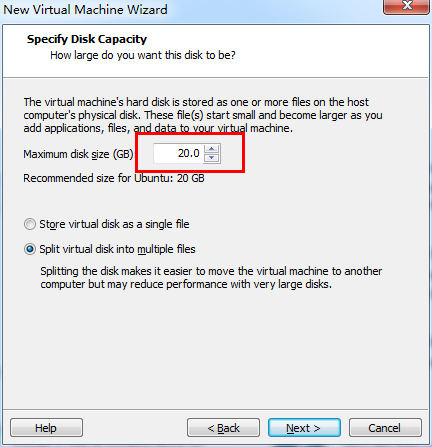 New Virtual Machine Wizard
Specify Disk Capacity
How large do you want this disk to be?
The virtual machine's hard disk is stored as one or more files on the host
computer's physical disk. These file(s) start small and become larger as you
add applications, files, and data to your virtual machine.
Maximum disk size (GB): 20.0
Recommended size for Ubuntu: 20 GB
Store virtual disk as a single file
Split virtual disk into multiple files
Splitting the disk makes it easier to move the virtual machine to another
computer but may reduce performance with very large disks.
Help < Back Next > Cancel